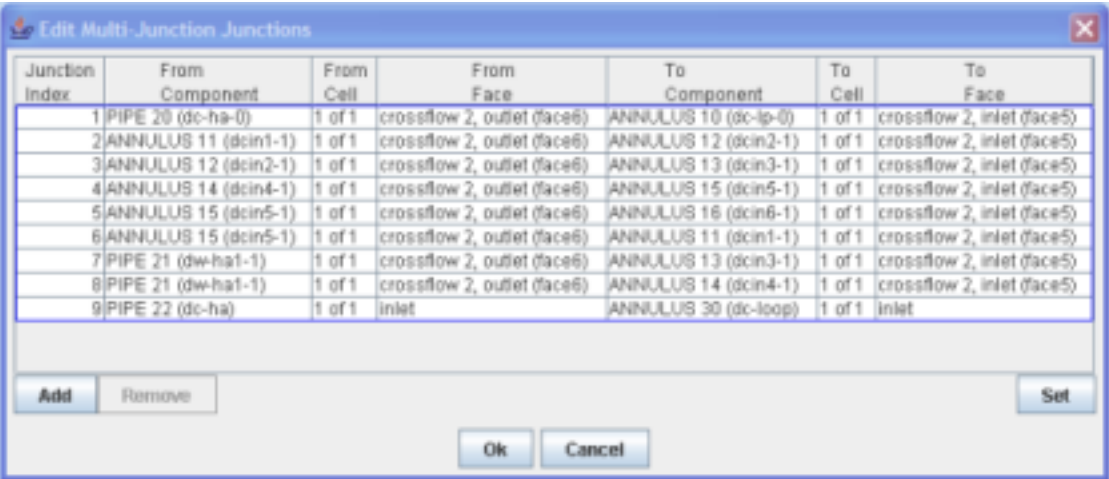 Edit Multi-Junction Junctions
Junction From From From To To To
Index Component Cell Face Component Cell Face
1 PIPE 20 (dc-ha-0) 1 of 1 crossflow 2, outlet (face6) ANNULUS 10 (dc-lp-0) 1 of 1 crossflow 2, inlet (face5)
2 ANNULUS 11 (dcin1-1) 1 of 1 crossflow 2, outlet (face6) ANNULUS 12 (dcin2-1) 1 of 1 crossflow 2, inlet (face5)
3 ANNULUS 12 (dcin2-1) 1 of 1 crossflow 2, outlet (face6) ANNULUS 13 (dcin3-1) 1 of 1 crossflow 2, inlet (face5)
4 ANNULUS 14 (dcin4-1) 1 of 1 crossflow 2, outlet (face6) ANNULUS 15 (dcin5-1) 1 of 1 crossflow 2, inlet (face5)
5 ANNULUS 15 (dcin5-1) 1 of 1 crossflow 2, outlet (face6) ANNULUS 16 (dcin6-1) 1 of 1 crossflow 2, inlet (face5)
6 ANNULUS 15 (dcin5-1) 1 of 1 crossflow 2, outlet (face6) ANNULUS 11 (dcin1-1) 1 of 1 crossflow 2, inlet (face5)
7 PIPE 21 (dw-ha1-1) 1 of 1 crossflow 2, outlet (face6) ANNULUS 13 (dcin3-1) 1 of 1 crossflow 2, inlet (face5)
8 PIPE 21 (dw-ha1-1) 1 of 1 crossflow 2, outlet (face6) ANNULUS 14 (dcin4-1) 1 of 1 crossflow 2, inlet (face5)
9 PIPE 22 (dc-ha) 1 of 1 inlet ANNULUS 30 (dc-loop) 1 of 1 inlet
Add Remove Set
Ok Cancel